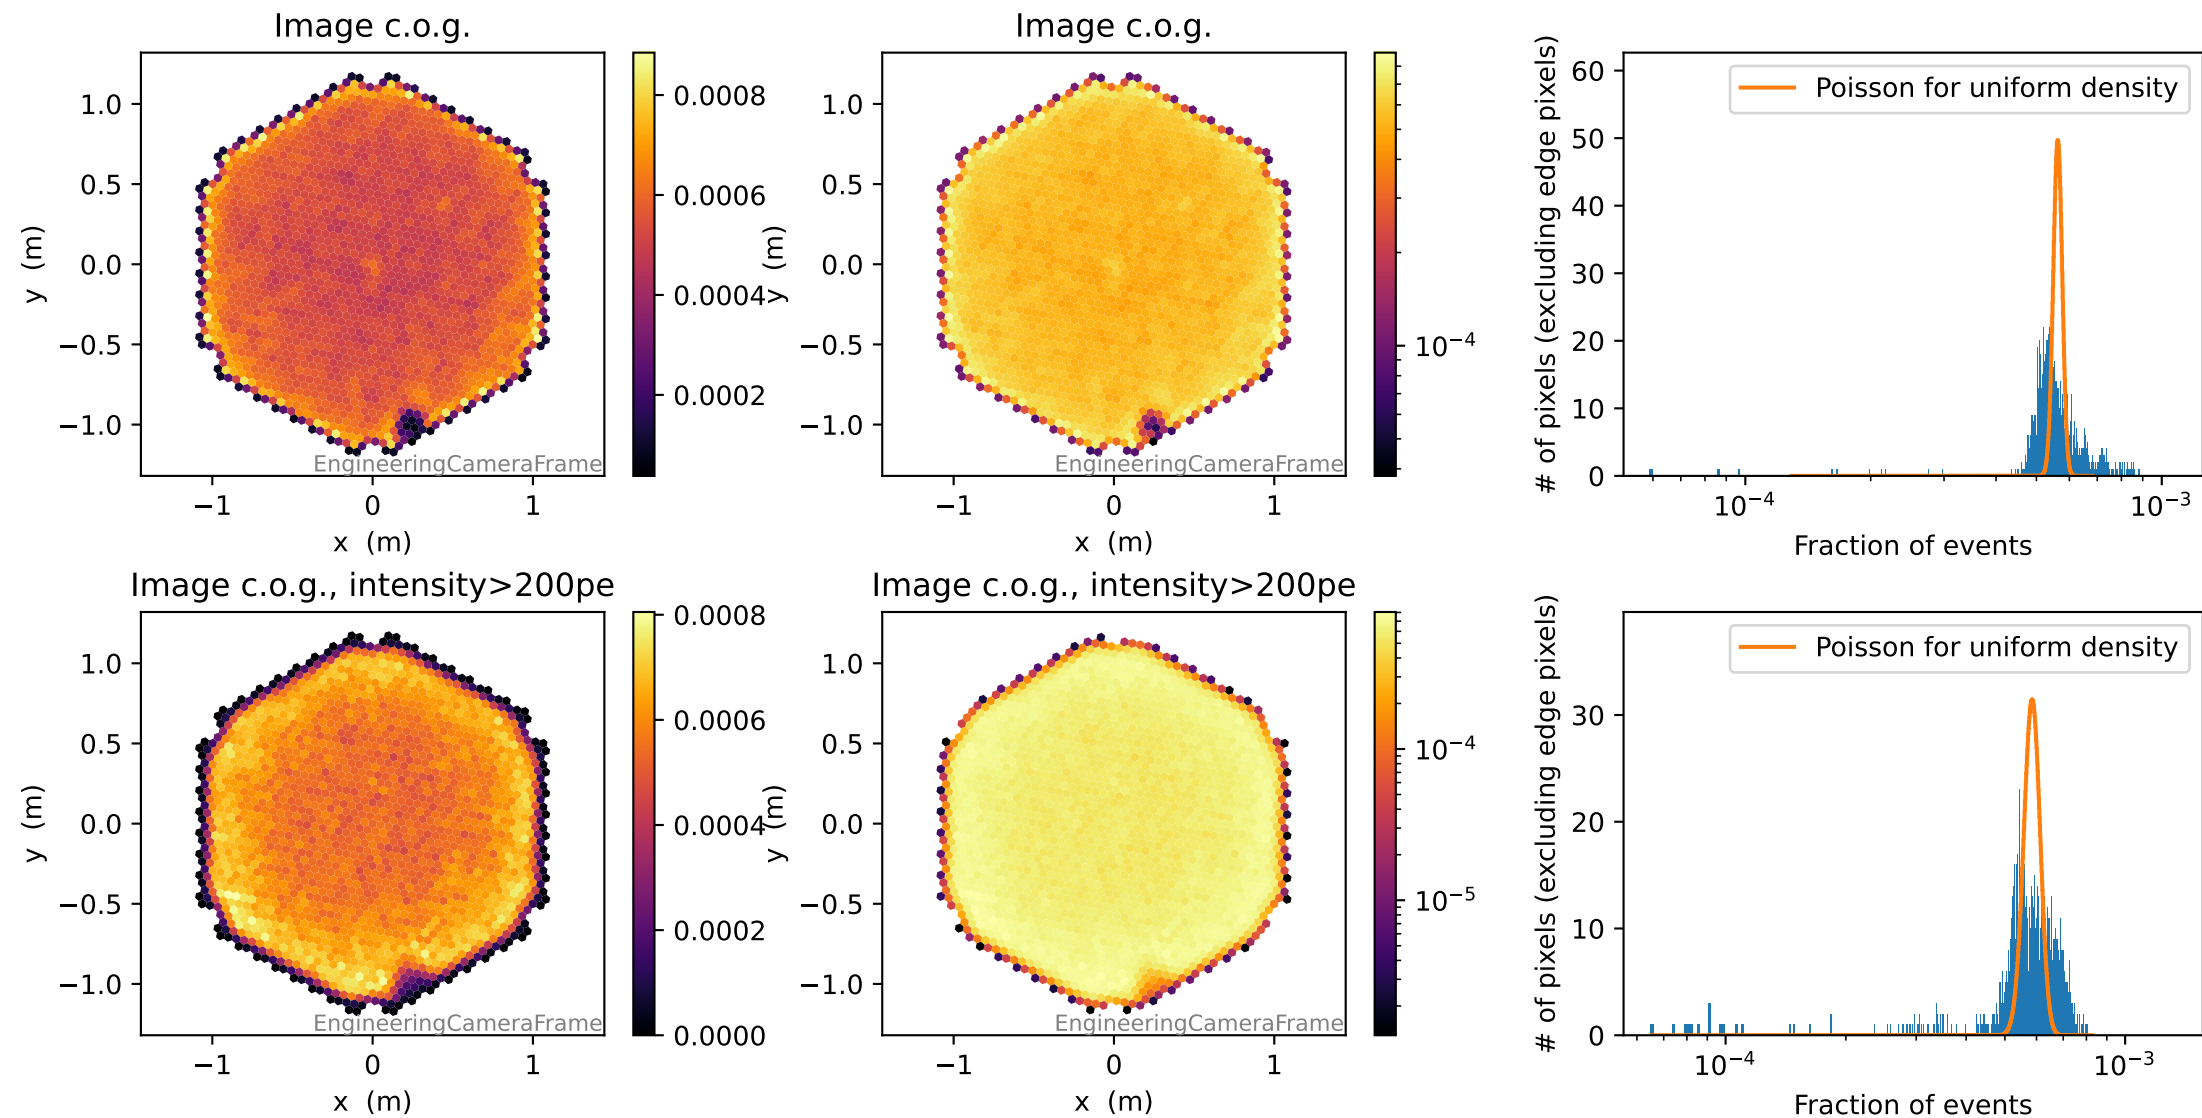 Image c.o.g.
1.0
0.5
0.0
−0.5
−1.0
y (m)
−1
0
1
x (m)
EngineeringCameraFrame
0.0008
0.0006
0.0004
0.0002
Image c.o.g.
1.0
0.5
0.0
−0.5
−1.0
y (m)
−1
0
1
x (m)
EngineeringCameraFrame
10⁻⁴
60
50
40
30
20
10
0
# of pixels (excluding edge pixels)
Poisson for uniform density
10⁻⁴
10⁻³
Fraction of events
Image c.o.g., intensity>200pe
1.0
0.5
0.0
−0.5
−1.0
y (m)
−1
0
1
x (m)
EngineeringCameraFrame
0.0008
0.0006
0.0004
0.0002
0.0000
Image c.o.g., intensity>200pe
1.0
0.5
0.0
−0.5
−1.0
y (m)
−1
0
1
x (m)
EngineeringCameraFrame
10⁻⁴
10⁻⁵
30
20
10
0
# of pixels (excluding edge pixels)
Poisson for uniform density
10⁻⁴
10⁻³
Fraction of events